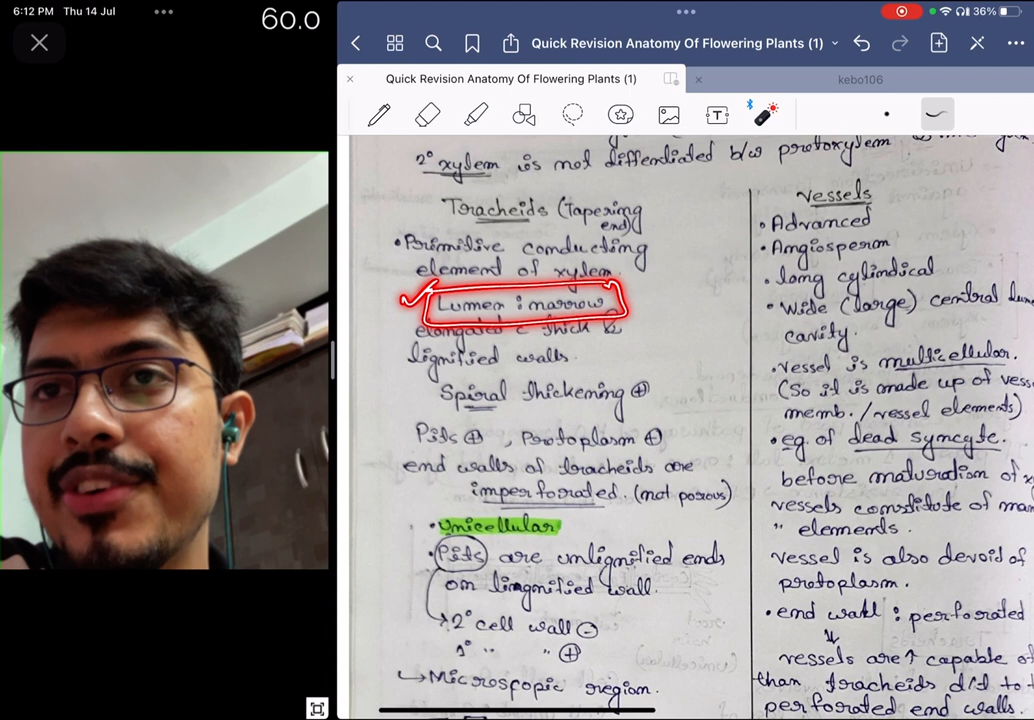 6:12 PM Thu 14 Jul
60.0
36%
Quick Revision Anatomy Of Flowering Plants (1)
Quick Revision Anatomy Of Flowering Plants (1)
kebo106
2° xylem is not differentiated b/w protoxylem
Tracheids (Tapering
end)
• Primitive conducting
element of xylem
Lumen : narrow
elongated c thick &
lignified walls.
Spiral thickening ⊕
Pits ⊕ , Protoplasm ⊕
end walls of tracheids are
imperforated. (not porous)
• Unicellular
• Pits are unlignified ends
on lingnified wall.
↳ 2° cell wall ⊖
1° " " ⊕
↳ Microspopic region.
Vessels
• Advanced
• Angiosperm
• long cylindical
• Wide (large) central
cavity.
• Vessel is multicellular.
(So it is made up of vess
memb. / vessel elements)
• eg. of dead syncyte.
before maturation of x
vessels constitute of man
" elements.
vessel is also devoid of
protoplasm.
• end wall : perforated
⇓
vessels are ↑ capable of
than tracheids d/d to t
perforated end walls.